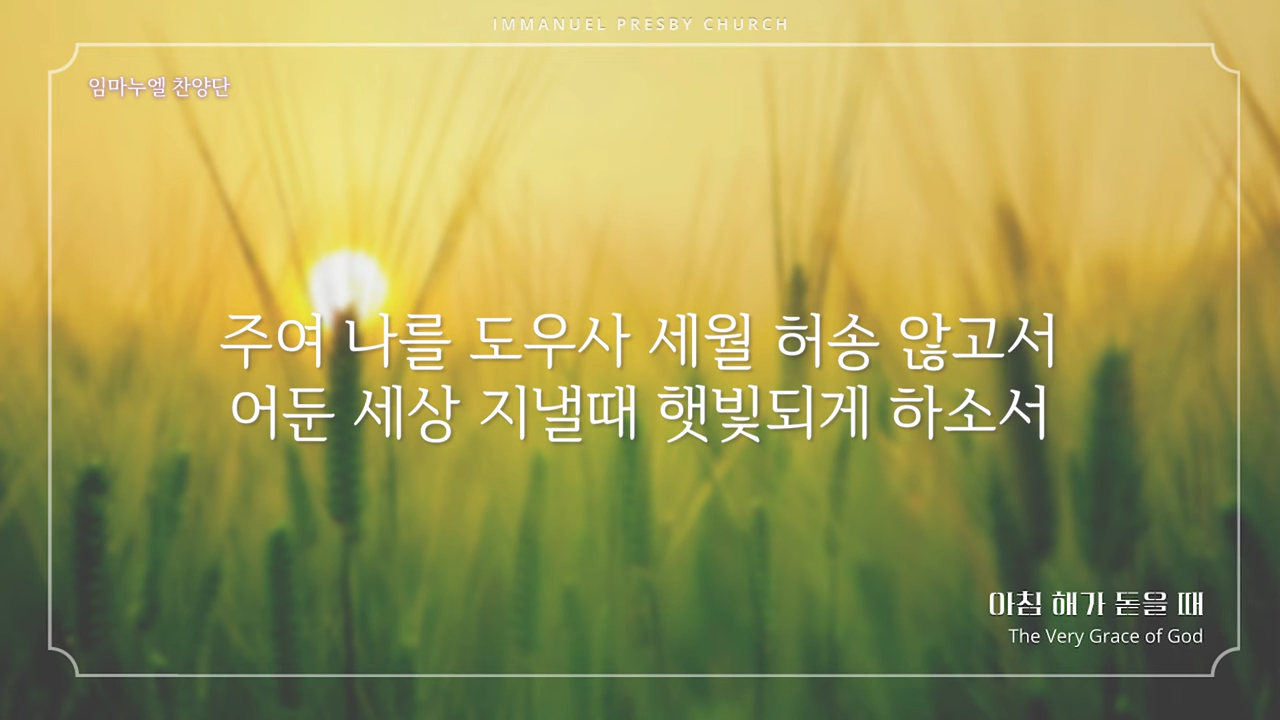 IMMANUEL PRESBY CHURCH
임마누엘 찬양단
주여 나를 도우사 세월 허송 않고서
어둔 세상 지낼때 햇빛되게 하소서
아침 해가 돋을 때
The Very Grace of God